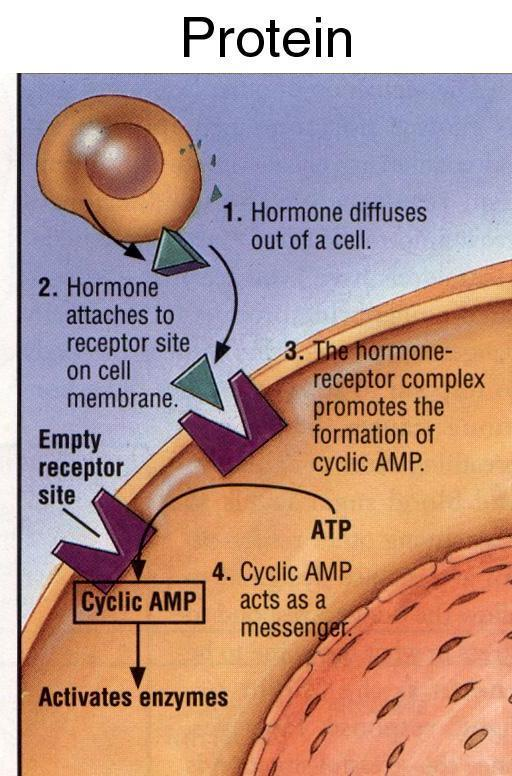 Protein
1. Hormone diffuses
out of a cell.
2. Hormone
attaches to
receptor site
on cell
membrane.
3. The hormone-
receptor complex
promotes the
formation of
cyclic AMP.
Empty
receptor
site
ATP
4. Cyclic AMP
acts as a
messenger.
Cyclic AMP
Activates enzymes